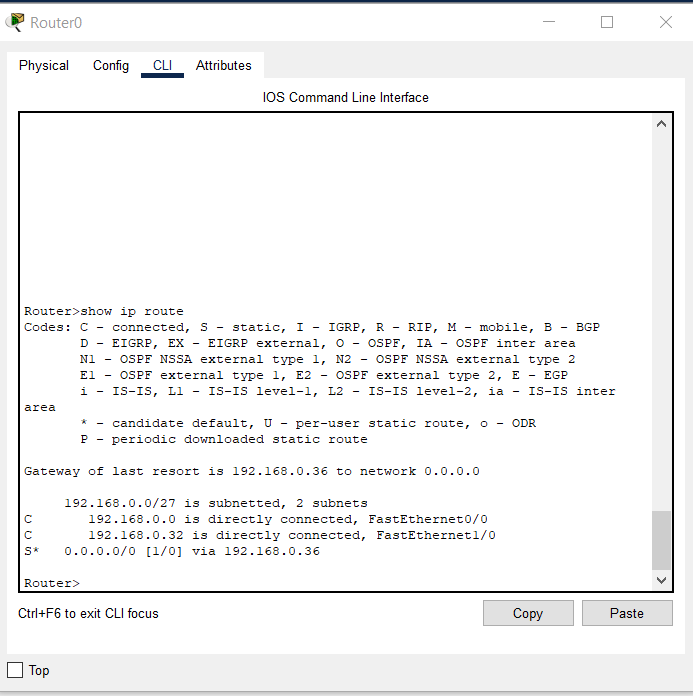 Router0
Physical Config CLI Attributes
IOS Command Line Interface
Router>show ip route
Codes: C - connected, S - static, I - IGRP, R - RIP, M - mobile, B - BGP
       D - EIGRP, EX - EIGRP external, O - OSPF, IA - OSPF inter area
       N1 - OSPF NSSA external type 1, N2 - OSPF NSSA external type 2
       E1 - OSPF external type 1, E2 - OSPF external type 2, E - EGP
       i - IS-IS, L1 - IS-IS level-1, L2 - IS-IS level-2, ia - IS-IS inter
area
       * - candidate default, U - per-user static route, o - ODR
       P - periodic downloaded static route
Gateway of last resort is 192.168.0.36 to network 0.0.0.0
     192.168.0.0/27 is subnetted, 2 subnets
C       192.168.0.0 is directly connected, FastEthernet0/0
C       192.168.0.32 is directly connected, FastEthernet1/0
S*   0.0.0.0/0 [1/0] via 192.168.0.36
Router>
Ctrl+F6 to exit CLI focus
Copy Paste
Top